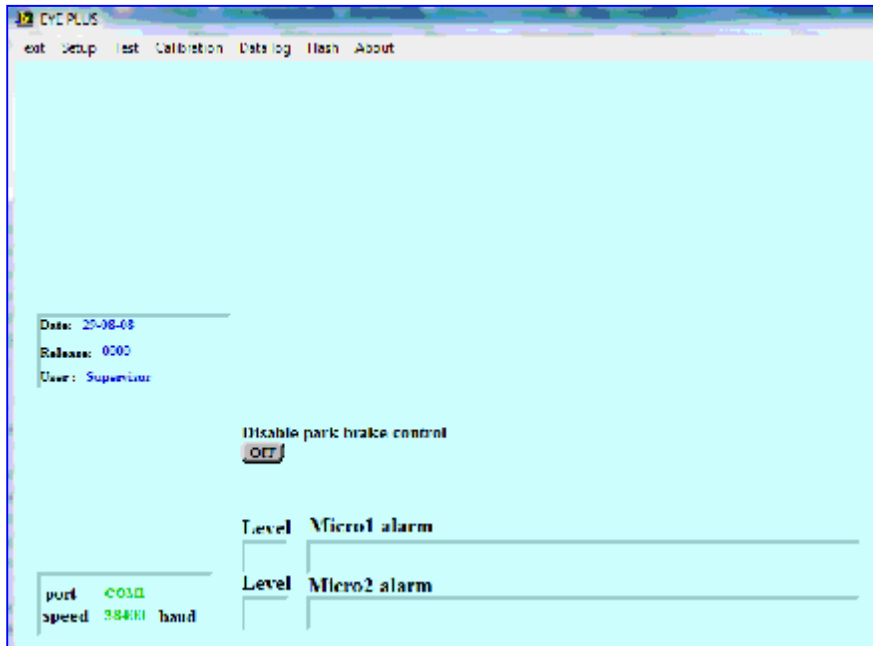 EYE PLUS
exit Setup Test Calibration Data log Flash About
Date: 29-08-08
Release: 0000
User: Supervisor
Disable park brake control
OFF
Level Micro1 alarm
Level Micro2 alarm
port COM1
speed 38400 baud